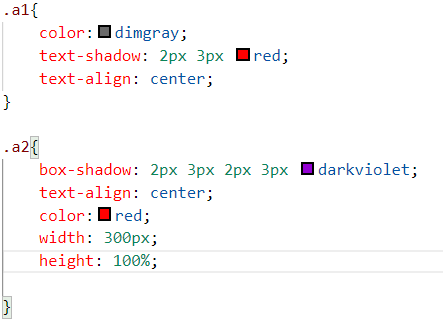 .a1{
color: dimgray;
text-shadow: 2px 3px red;
text-align: center;
}
.a2{
box-shadow: 2px 3px 2px 3px darkviolet;
text-align: center;
color: red;
width: 300px;
height: 100%;
}